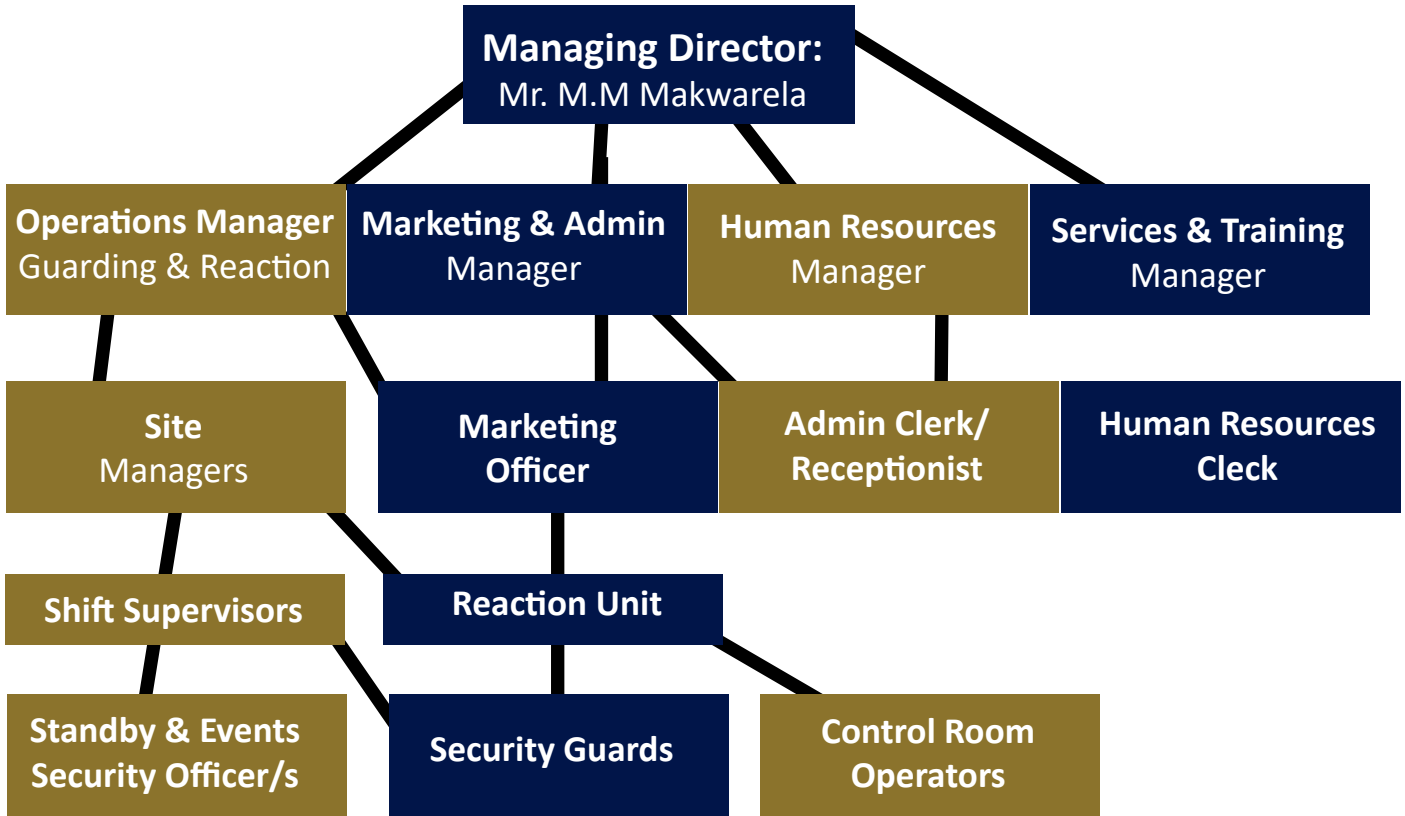 Managing Director:
Mr. M.M Makwarela
Operations Manager
Guarding & Reaction
Marketing & Admin
Manager
Human Resources
Manager
Services & Training
Manager
Site
Managers
Marketing
Officer
Admin Clerk/
Receptionist
Human Resources
Cleck
Shift Supervisors
Reaction Unit
Standby & Events
Security Officer/s
Security Guards
Control Room
Operators